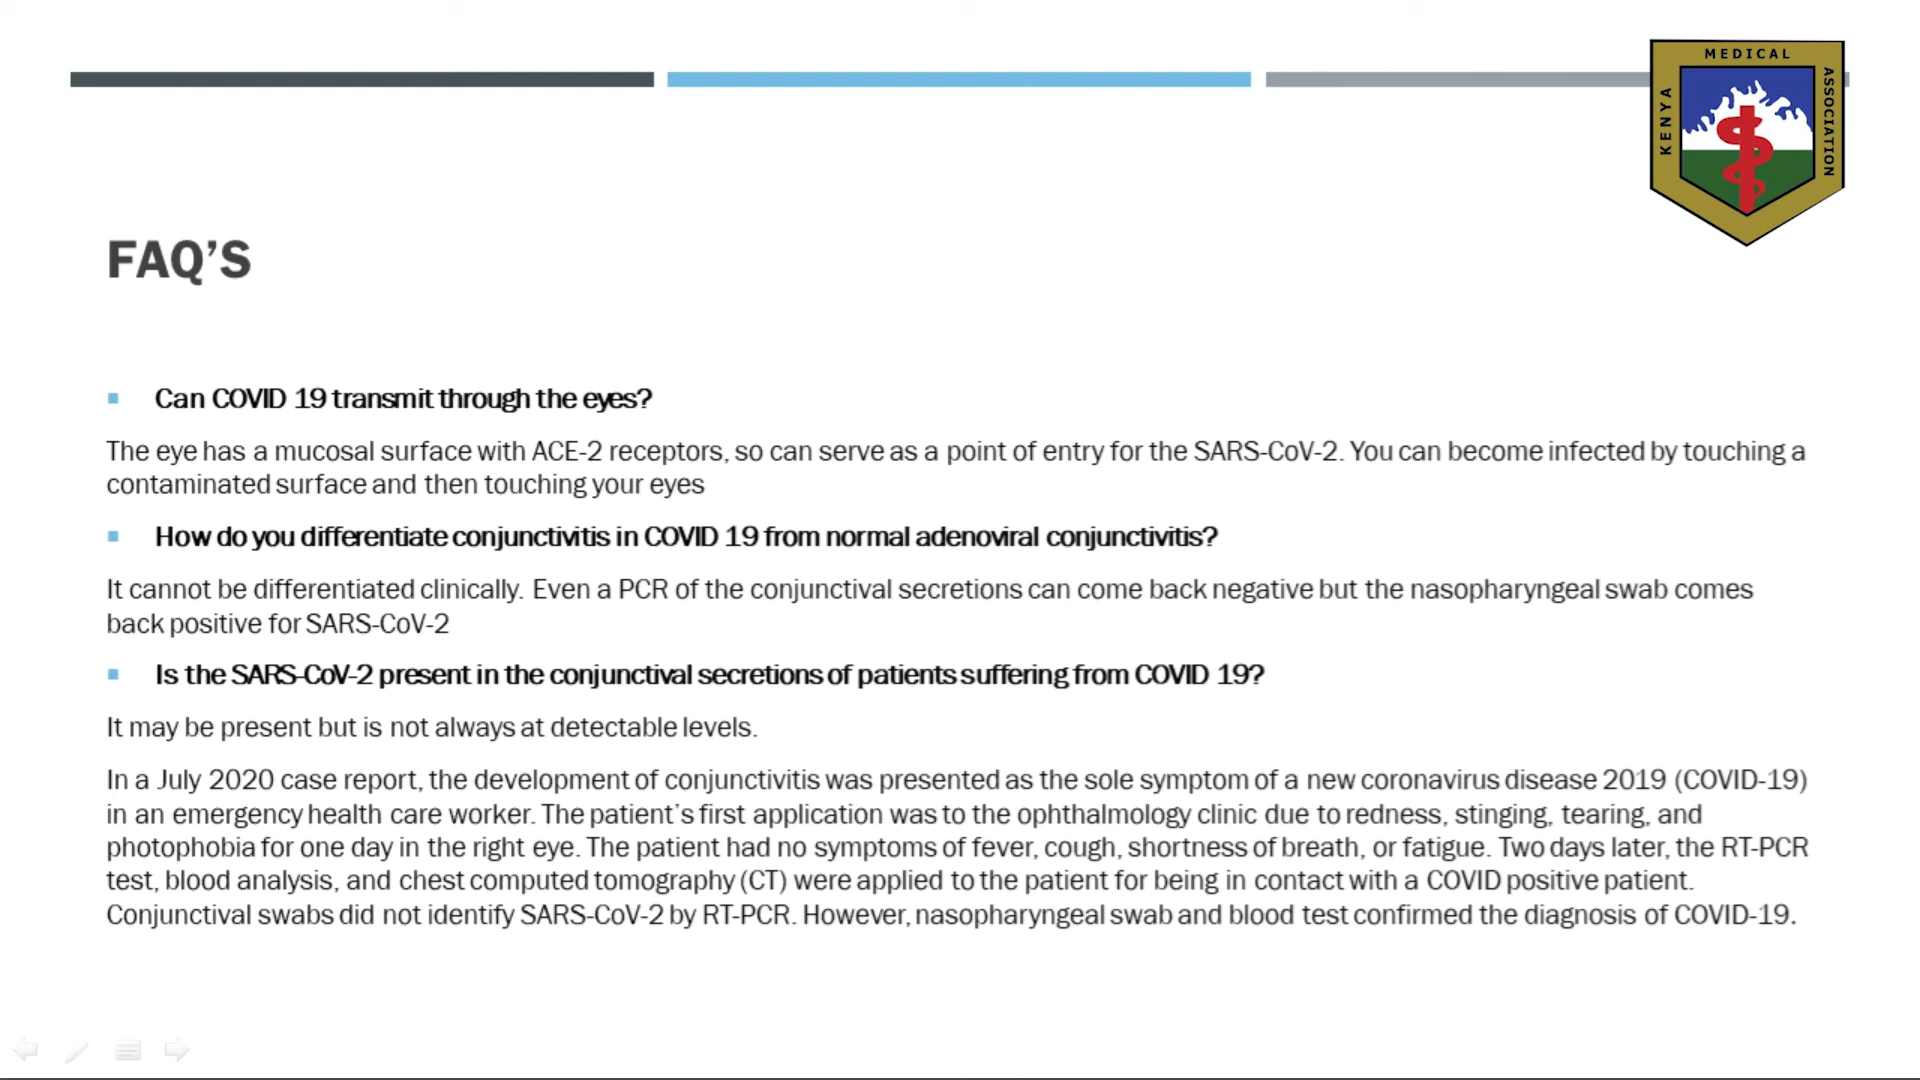 MEDICAL
KENYA
ASSOCIATION
FAQ’S
Can COVID 19 transmit through the eyes?
The eye has a mucosal surface with ACE-2 receptors, so can serve as a point of entry for the SARS-CoV-2. You can become infected by touching a
contaminated surface and then touching your eyes
How do you differentiate conjunctivitis in COVID 19 from normal adenoviral conjunctivitis?
It cannot be differentiated clinically. Even a PCR of the conjunctival secretions can come back negative but the nasopharyngeal swab comes
back positive for SARS-CoV-2
Is the SARS-CoV-2 present in the conjunctival secretions of patients suffering from COVID 19?
It may be present but is not always at detectable levels.
In a July 2020 case report, the development of conjunctivitis was presented as the sole symptom of a new coronavirus disease 2019 (COVID-19)
in an emergency health care worker. The patient’s first application was to the ophthalmology clinic due to redness, stinging, tearing, and
photophobia for one day in the right eye. The patient had no symptoms of fever, cough, shortness of breath, or fatigue. Two days later, the RT-PCR
test, blood analysis, and chest computed tomography (CT) were applied to the patient for being in contact with a COVID positive patient.
Conjunctival swabs did not identify SARS-CoV-2 by RT-PCR. However, nasopharyngeal swab and blood test confirmed the diagnosis of COVID-19.